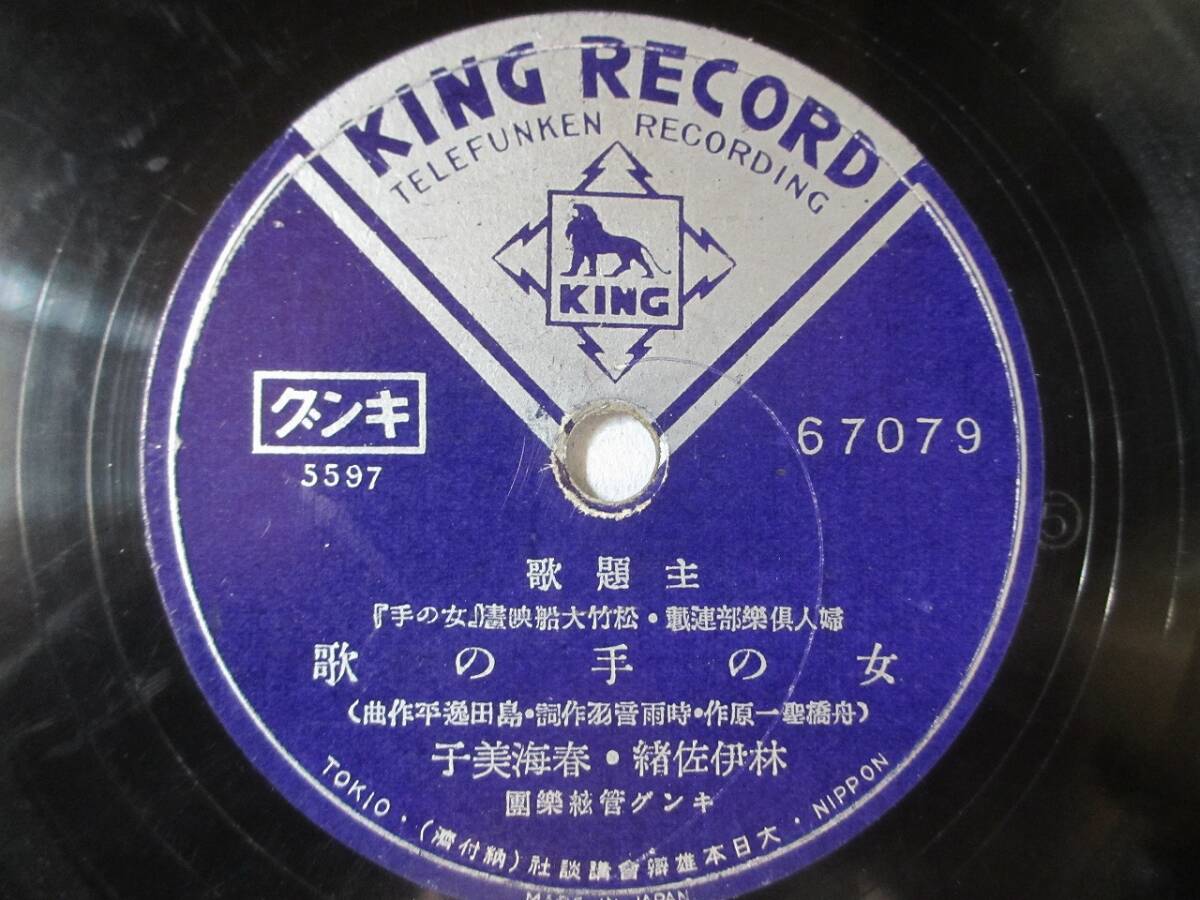 KING RECORD
TELEFUNKEN RECORDING
KING
キング
5597
67079
主題歌
婦人俱樂部連載・松竹大船映畫『女の手』
女の手の歌
(舟橋聖一原作・時雨音羽作詞・島田逸平作曲)
林伊佐緒・春海美子
キング管絃樂團
TOKIO・(納付濟)社談講會辯雄本日大・NIPPON
MADE IN JAPAN